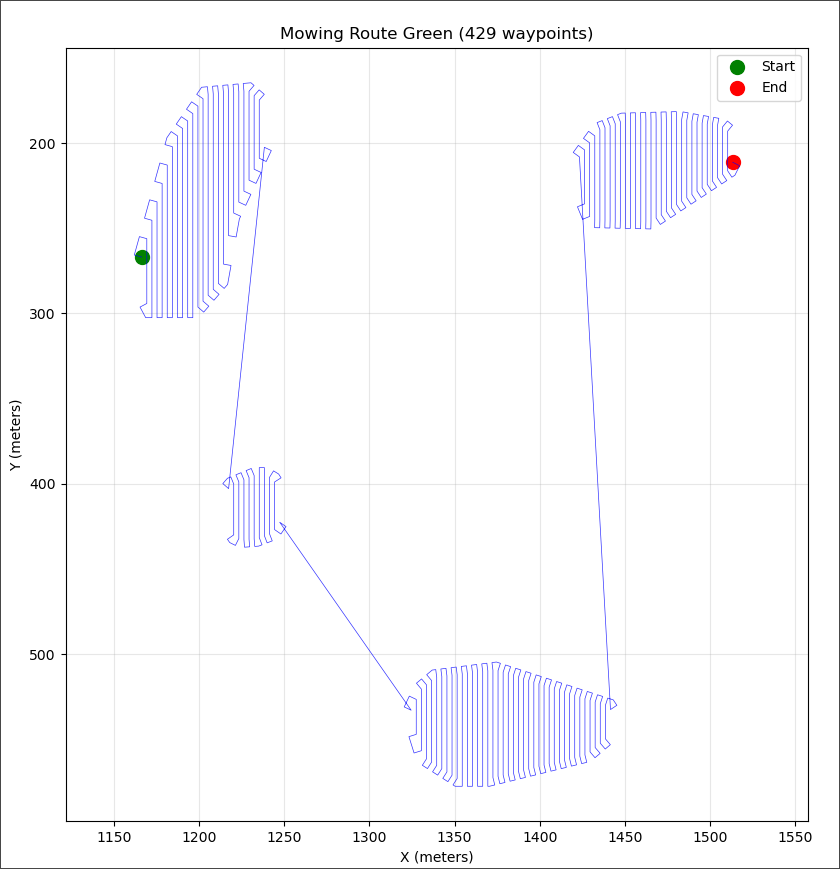 Mowing Route Green (429 waypoints)
Start
End
200
300
400
500
Y (meters)
1150 1200 1250 1300 1350 1400 1450 1500 1550
X (meters)